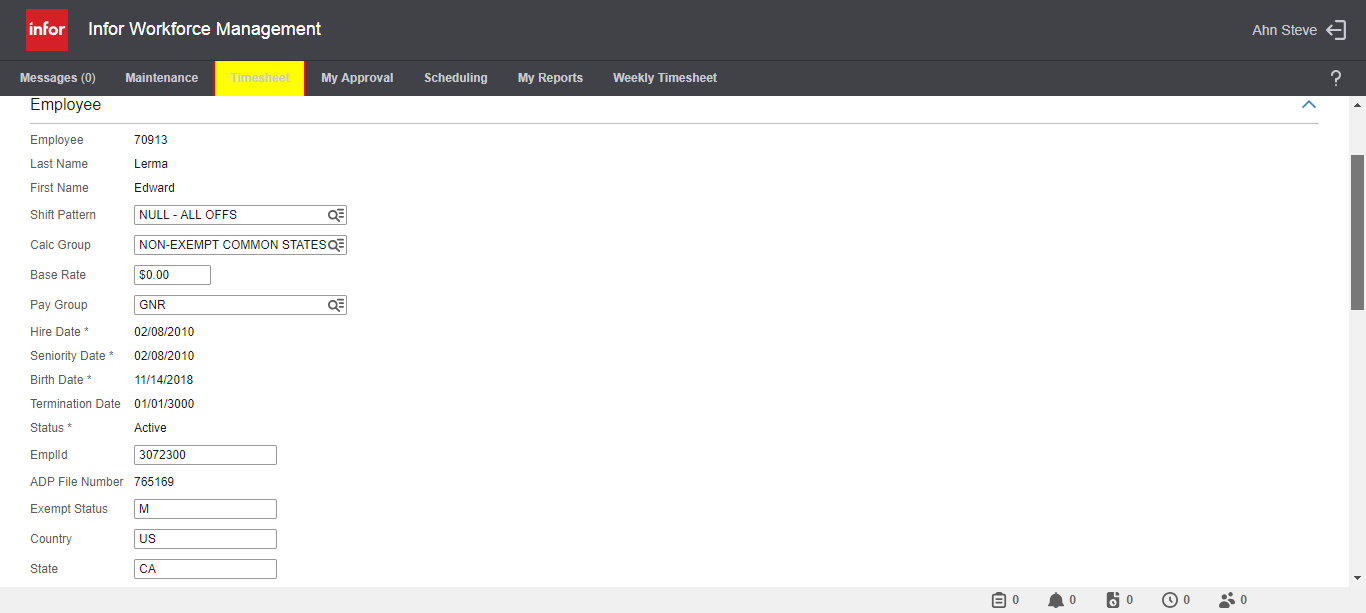 infor Infor Workforce Management Ahn Steve
Messages (0) Maintenance Timesheet My Approval Scheduling My Reports Weekly Timesheet ?
Employee
Employee 70913
Last Name Lerma
First Name Edward
Shift Pattern NULL - ALL OFFS
Calc Group NON-EXEMPT COMMON STATES
Base Rate $0.00
Pay Group GNR
Hire Date * 02/08/2010
Seniority Date * 02/08/2010
Birth Date * 11/14/2018
Termination Date 01/01/3000
Status * Active
EmplId 3072300
ADP File Number 765169
Exempt Status M
Country US
State CA
0 0 0 0 0